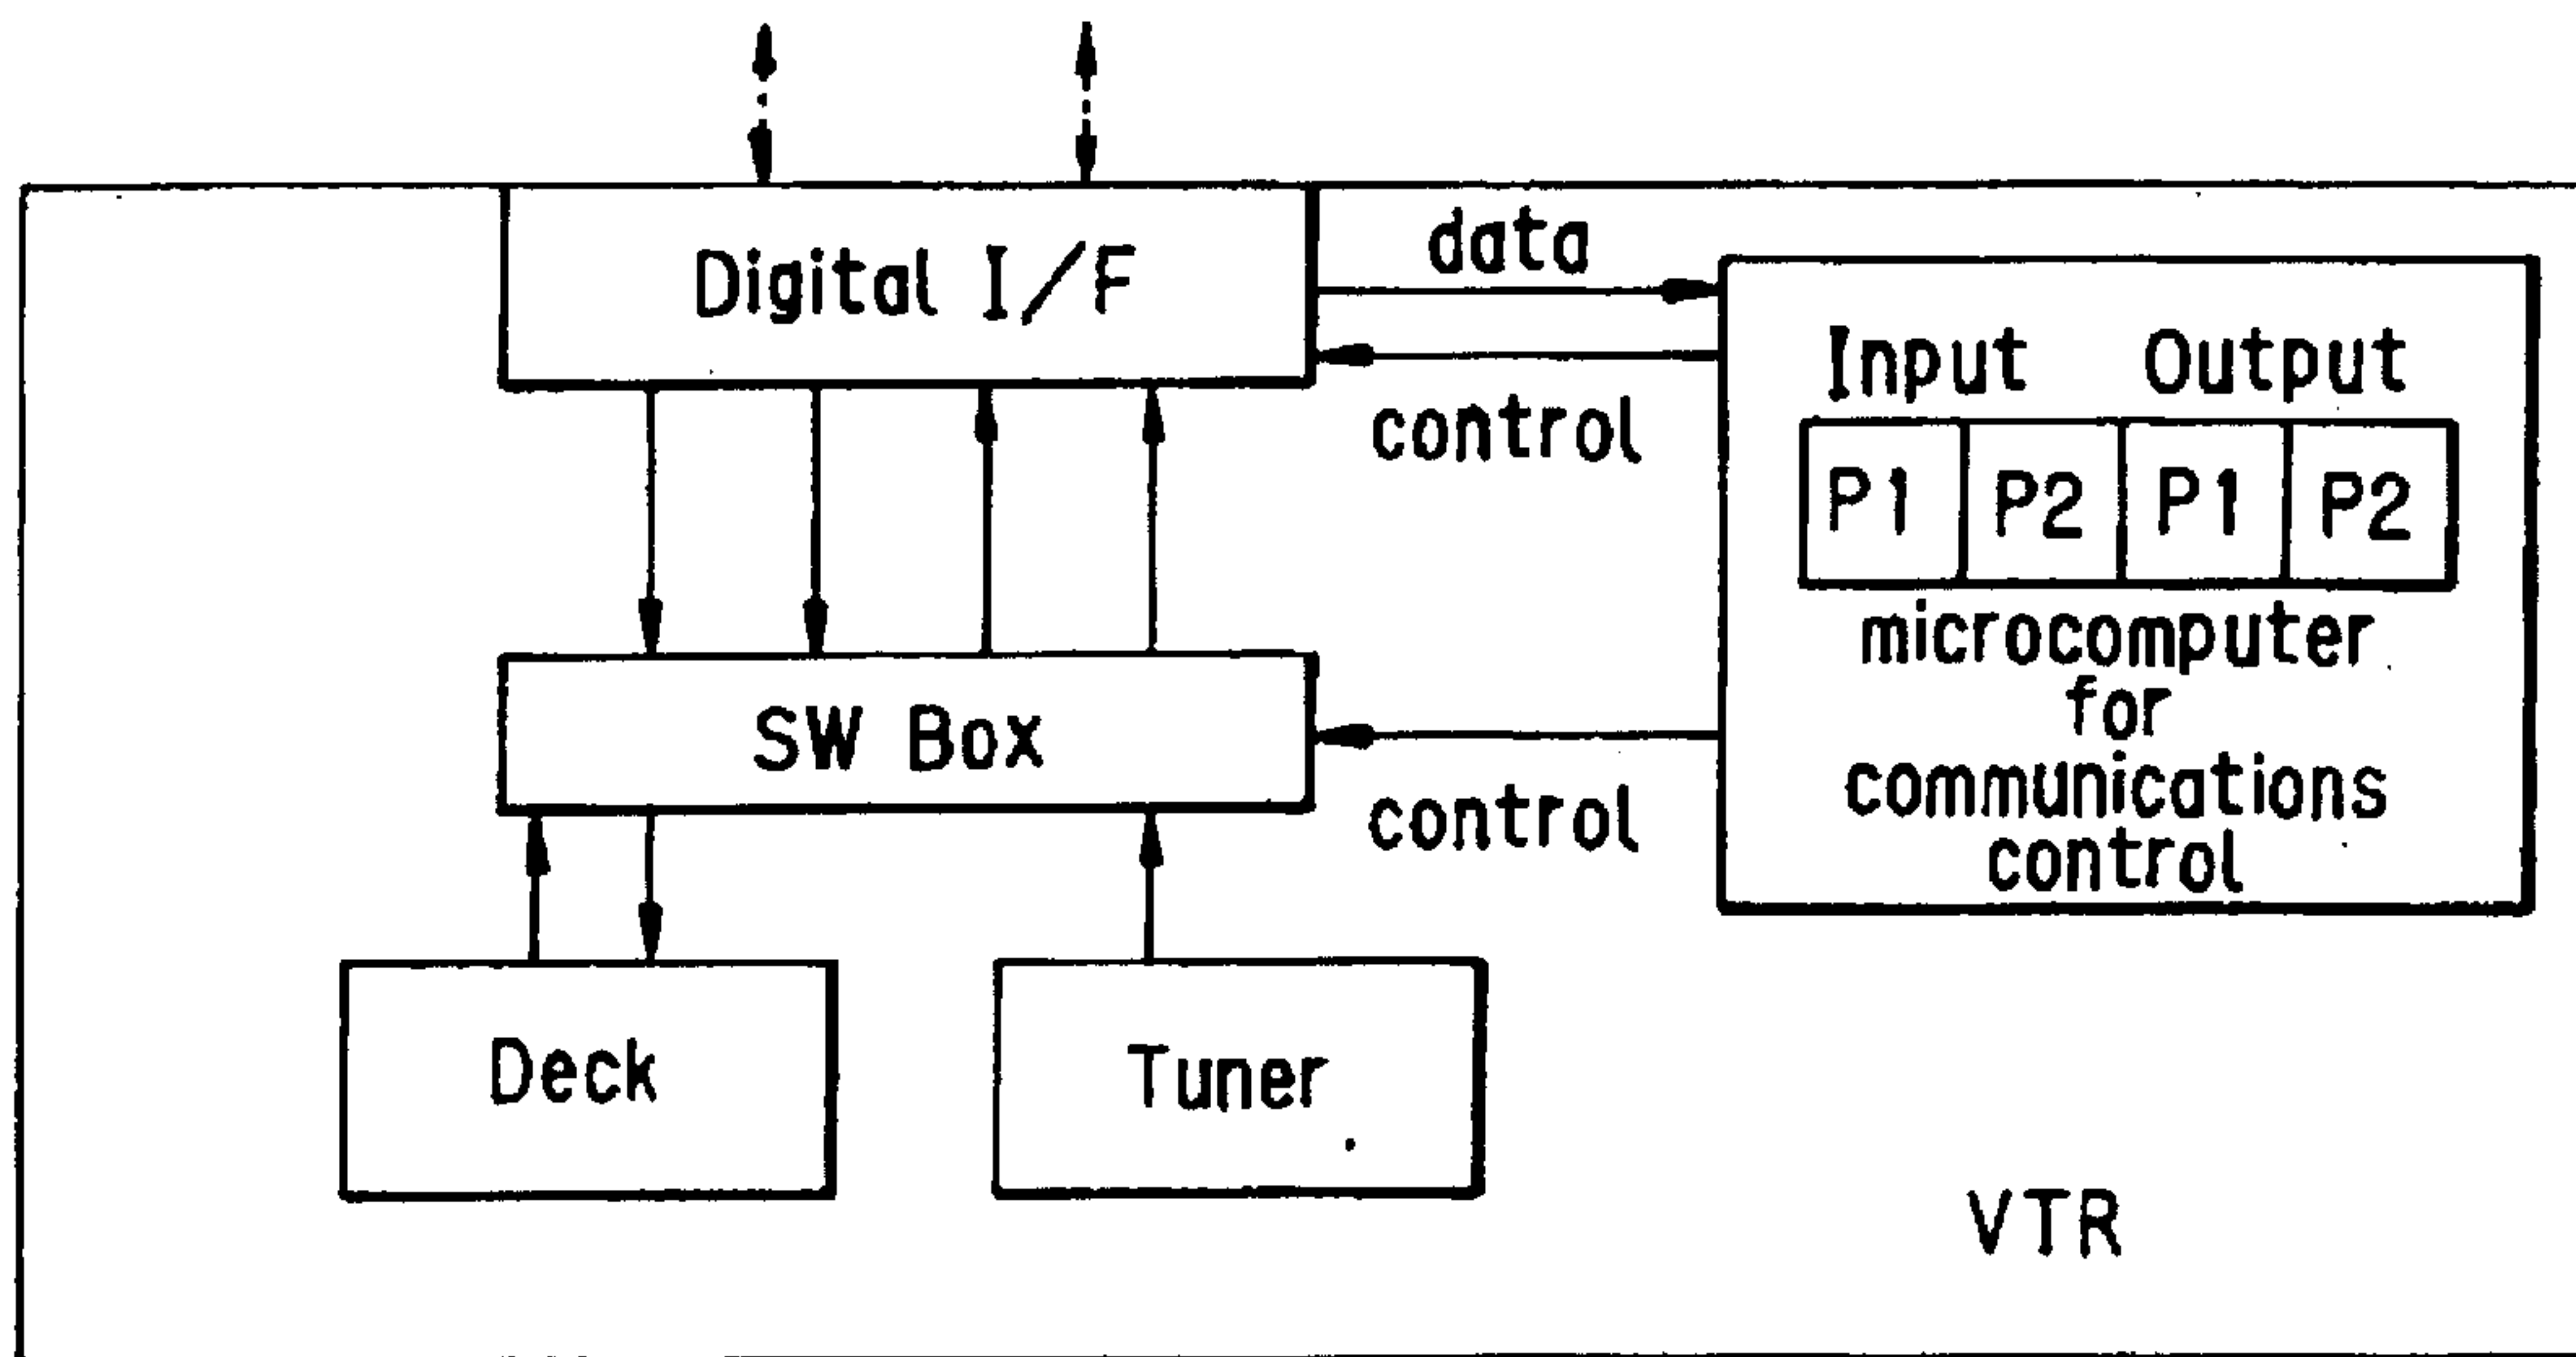 Digital I/F
data
control
Input Output
P1 P2 P1 P2
microcomputer
for
communications
control
SW Box
control
Deck
Tuner
VTR